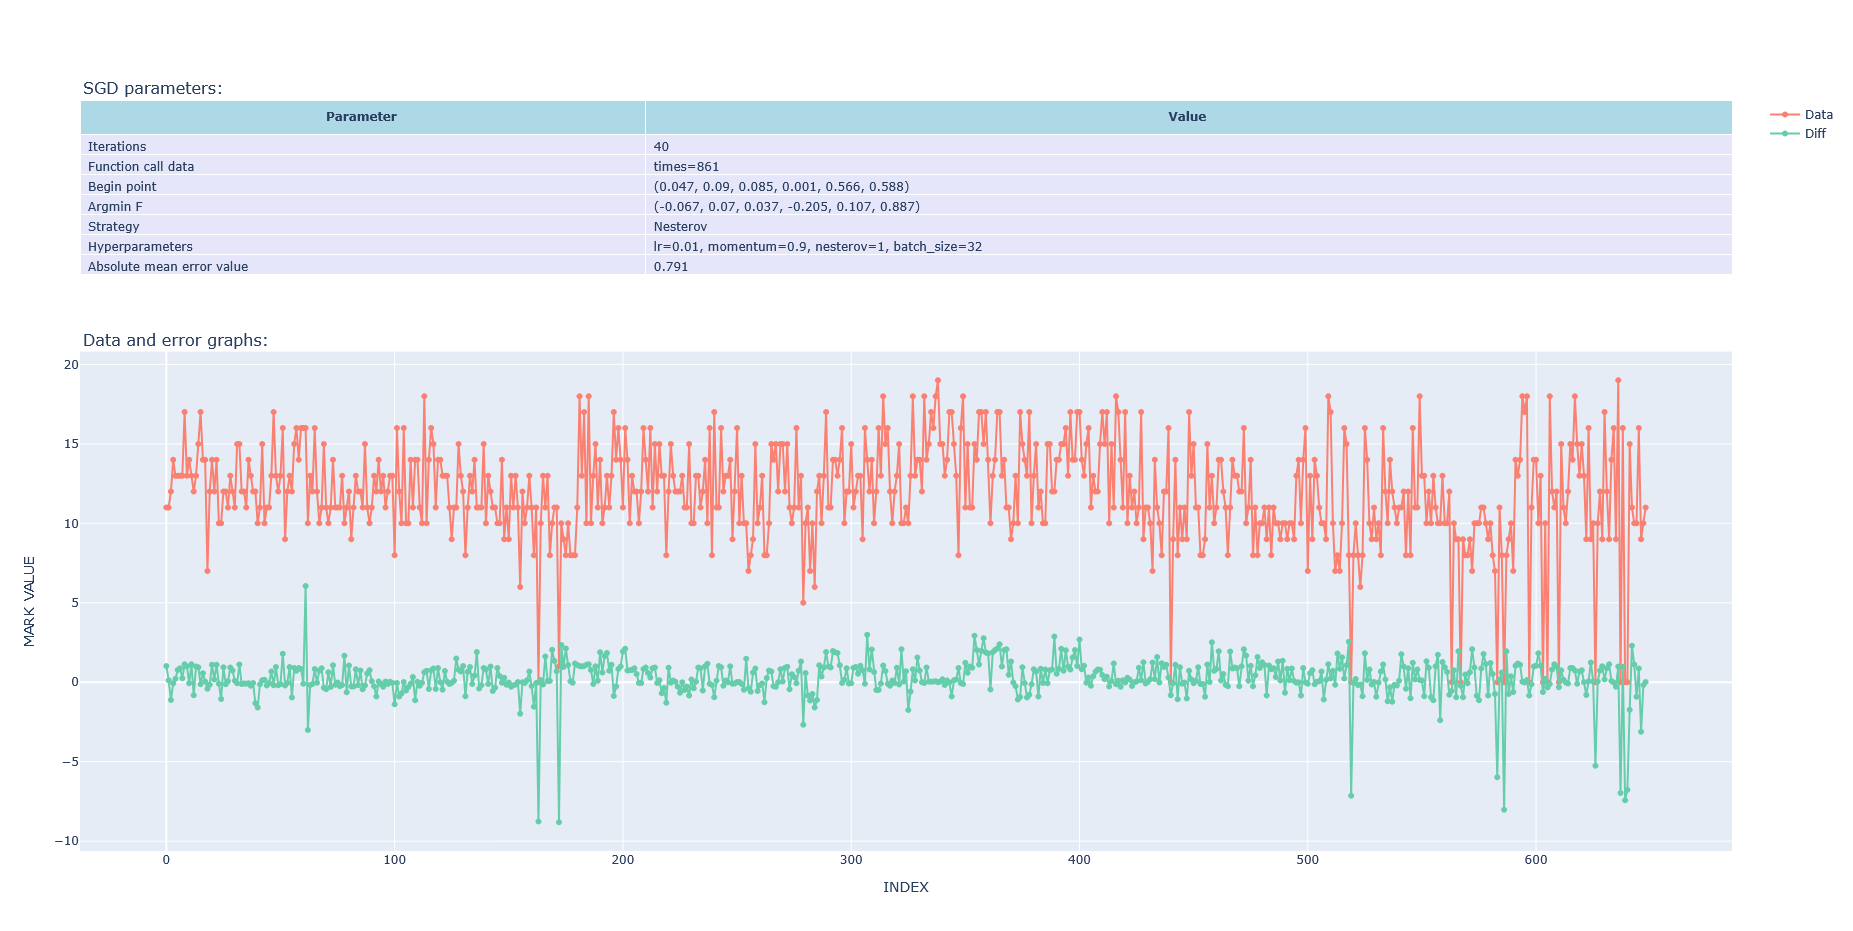 SGD parameters:
Parameter Value
Iterations 40
Function call data times=861
Begin point (0.047, 0.09, 0.085, 0.001, 0.566, 0.588)
Argmin F (-0.067, 0.07, 0.037, -0.205, 0.107, 0.887)
Strategy Nesterov
Hyperparameters lr=0.01, momentum=0.9, nesterov=1, batch_size=32
Absolute mean error value 0.791
Data
Diff
Data and error graphs:
20
15
10
5
0
−5
−10
MARK VALUE
0 100 200 300 400 500 600
INDEX